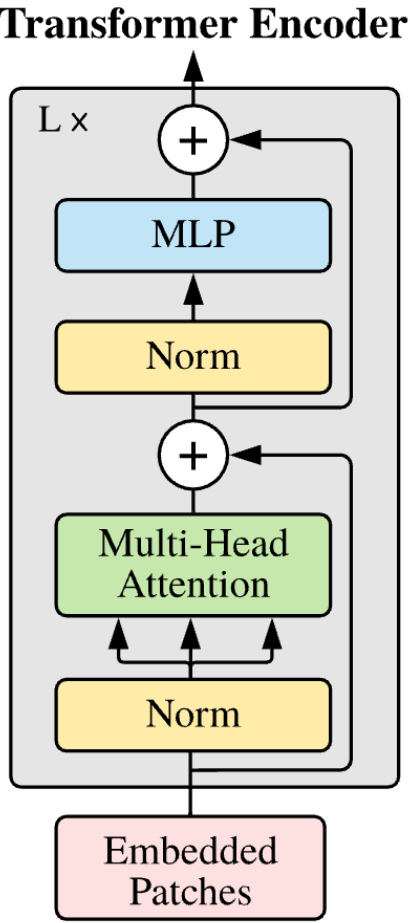 Transformer Encoder
L ×
+
MLP
Norm
+
Multi-Head
Attention
Norm
Embedded
Patches